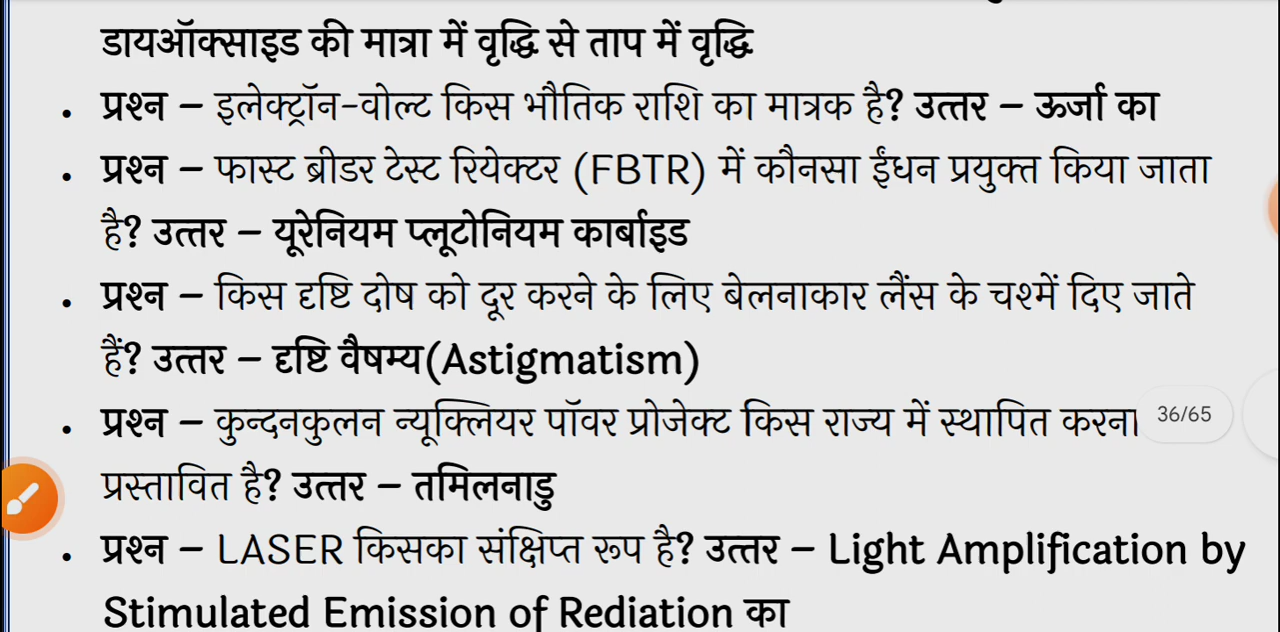 डायऑक्साइड की मात्रा में वृद्धि से ताप में वृद्धि
• प्रश्न – इलेक्ट्रॉन-वोल्ट किस भौतिक राशि का मात्रक है? उत्तर – ऊर्जा का
• प्रश्न – फास्ट ब्रीडर टेस्ट रियेक्टर (FBTR) में कौनसा ईंधन प्रयुक्त किया जाता
है? उत्तर – यूरेनियम प्लूटोनियम कार्बाइड
• प्रश्न – किस दृष्टि दोष को दूर करने के लिए बेलनाकार लैंस के चश्में दिए जाते
हैं? उत्तर – दृष्टि वैषम्य(Astigmatism)
• प्रश्न – कुन्दनकुलन न्यूक्लियर पॉवर प्रोजेक्ट किस राज्य में स्थापित करना
36/65
प्रस्तावित है? उत्तर – तमिलनाडु
• प्रश्न – LASER किसका संक्षिप्त रूप है? उत्तर – Light Amplification by
Stimulated Emission of Rediation का